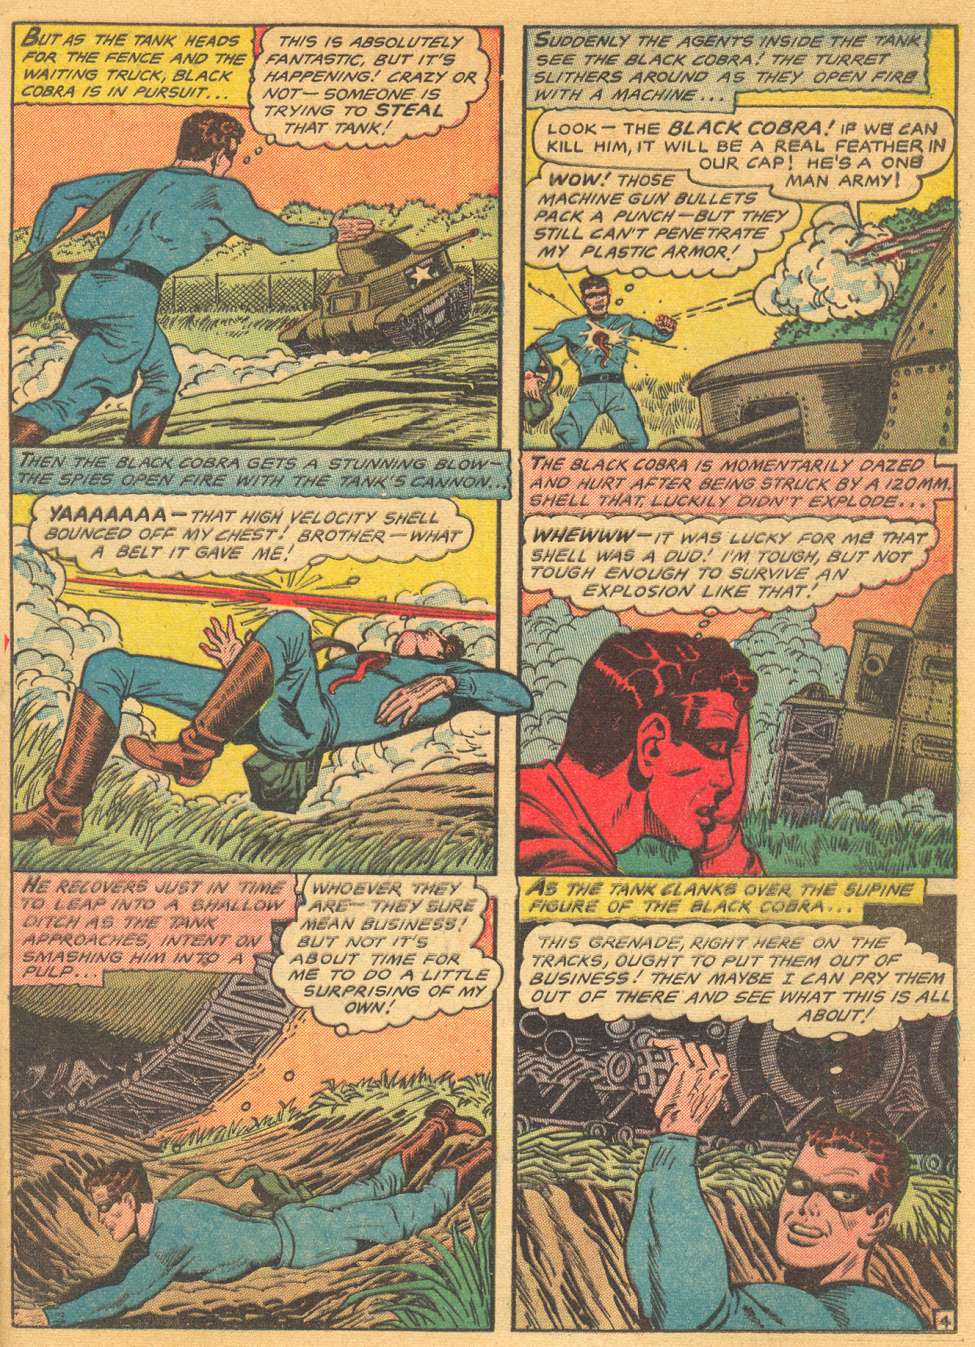 BUT AS THE TANK HEADS
FOR THE FENCE AND THE
WAITING TRUCK, BLACK
COBRA IS IN PURSUIT...
THIS IS ABSOLUTELY
FANTASTIC, BUT IT'S
HAPPENING! CRAZY OR
NOT— SOMEONE IS
TRYING TO STEAL
THAT TANK!
SUDDENLY THE AGENTS INSIDE THE TANK
SEE THE BLACK COBRA! THE TURRET
SLITHERS AROUND AS THEY OPEN FIRE
WITH A MACHINE...
LOOK— THE BLACK COBRA! IF WE CAN
KILL HIM, IT WILL BE A REAL FEATHER IN
OUR CAP! HE'S A ONE
MAN ARMY!
WOW! THOSE
MACHINE GUN BULLETS
PACK A PUNCH—BUT THEY
STILL CAN'T PENETRATE
MY PLASTIC ARMOR!
THEN THE BLACK COBRA GETS A STUNNING BLOW—
THE SPIES OPEN FIRE WITH THE TANK'S CANNON...
YAAAAAAA— THAT HIGH VELOCITY SHELL
BOUNCED OFF MY CHEST! BROTHER—WHAT
A BELT IT GAVE ME!
THE BLACK COBRA IS MOMENTARILY DAZED
AND HURT AFTER BEING STRUCK BY A 120MM.
SHELL THAT, LUCKILY DIDN'T EXPLODE...
WHEWWW—IT WAS LUCKY FOR ME THAT
SHELL WAS A DUD! I'M TOUGH, BUT NOT
TOUGH ENOUGH TO SURVIVE AN
EXPLOSION LIKE THAT!
HE RECOVERS JUST IN TIME
TO LEAP INTO A SHALLOW
DITCH AS THE TANK
APPROACHES, INTENT ON
SMASHING HIM INTO A
PULP...
WHOEVER THEY
ARE— THEY SURE
MEAN BUSINESS!
BUT NOT IT'S
ABOUT TIME FOR
ME TO DO A LITTLE
SURPRISING OF MY
OWN!
AS THE TANK CLANKS OVER THE SUPINE
FIGURE OF THE BLACK COBRA...
THIS GRENADE, RIGHT HERE ON THE
TRACKS, OUGHT TO PUT THEM OUT OF
BUSINESS! THEN MAYBE I CAN PRY THEM
OUT OF THERE AND SEE WHAT THIS IS ALL
ABOUT!
4